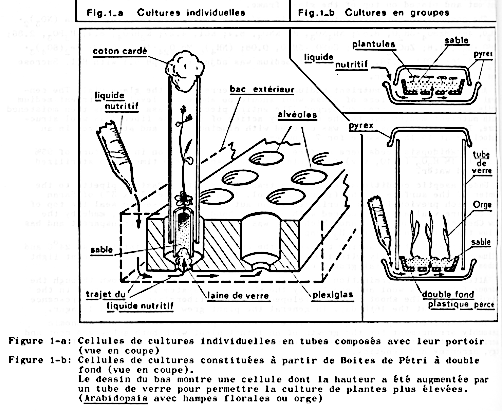 Fig.1-a Cultures individuelles
Fig.1-b Cultures en groupes
coton cardé
liquide
nutritif
bac extérieur
alvéoles
sable
trajet du
liquide nutritif
laine de verre
plexiglas
plantules
sable
liquide
nutritif
pyrex
pyrex
tube
de
verre
Orge
sable
double fond
plastique percé
Figure 1-a: Cellules de cultures individuelles en tubes composés avec leur portoir
(vue en coupe)
Figure 1-b: Cellules de cultures constituées à partir de Boites de Pétri à double
fond (vue en coupe).
Le dessin du bas montre une cellule dont la hauteur a été augmentée par
un tube de verre pour permettre la culture de plantes plus élevées.
(Arabidopsis avec hampes florales ou orge)